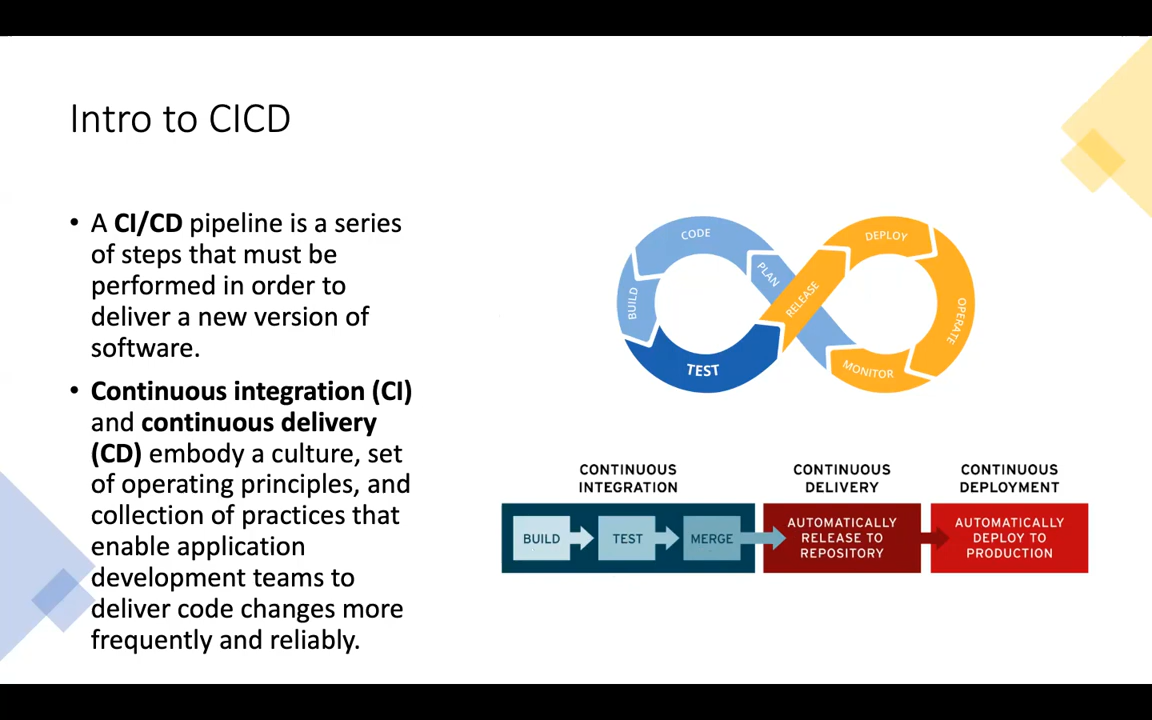 Intro to CICD
• A CI/CD pipeline is a series
of steps that must be
performed in order to
deliver a new version of
software.
• Continuous integration (CI)
and continuous delivery
(CD) embody a culture, set
of operating principles, and
collection of practices that
enable application
development teams to
deliver code changes more
frequently and reliably.
CODE
PLAN
BUILD
TEST
RELEASE
DEPLOY
OPERATE
MONITOR
CONTINUOUS
INTEGRATION
BUILD
TEST
MERGE
CONTINUOUS
DELIVERY
AUTOMATICALLY
RELEASE TO
REPOSITORY
CONTINUOUS
DEPLOYMENT
AUTOMATICALLY
DEPLOY TO
PRODUCTION